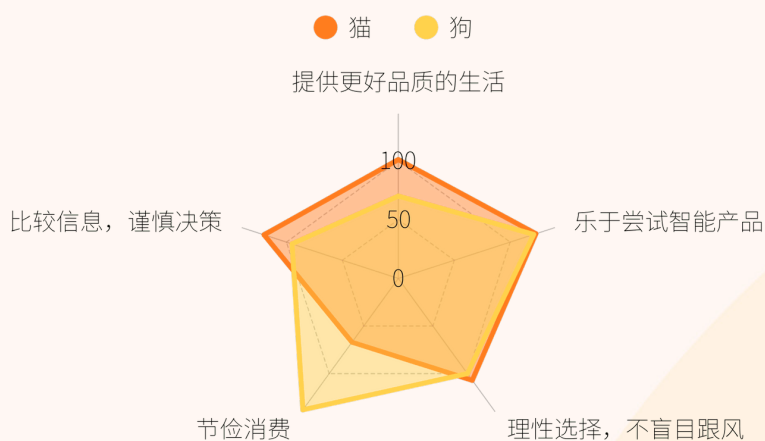 猫 狗
提供更好品质的生活
100
比较信息，谨慎决策
50
乐于尝试智能产品
0
节俭消费
理性选择，不盲目跟风